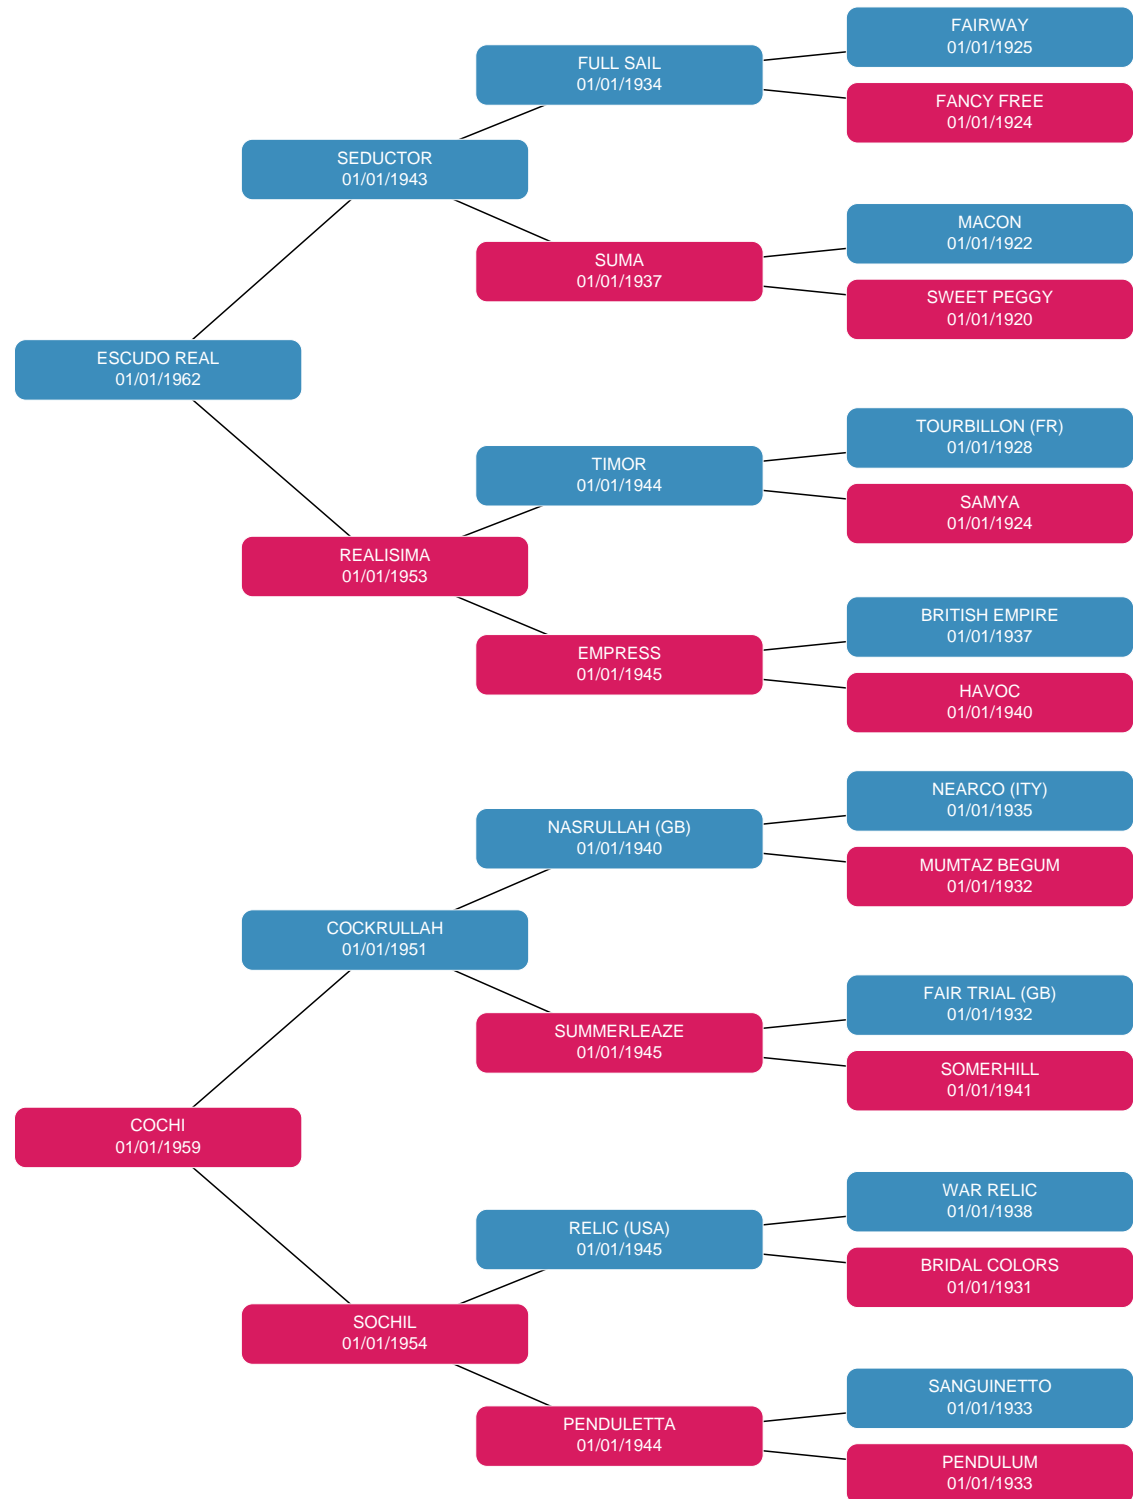 FAIRWAY
01/01/1925
FULL SAIL
01/01/1934
FANCY FREE
01/01/1924
SEDUCTOR
01/01/1943
MACON
01/01/1922
SUMA
01/01/1937
SWEET PEGGY
01/01/1920
ESCUDO REAL
01/01/1962
TOURBILLON (FR)
01/01/1928
TIMOR
01/01/1944
SAMYA
01/01/1924
REALISIMA
01/01/1953
BRITISH EMPIRE
01/01/1937
EMPRESS
01/01/1945
HAVOC
01/01/1940
NEARCO (ITY)
01/01/1935
NASRULLAH (GB)
01/01/1940
MUMTAZ BEGUM
01/01/1932
COCKRULLAH
01/01/1951
FAIR TRIAL (GB)
01/01/1932
SUMMERLEAZE
01/01/1945
SOMERHILL
01/01/1941
COCHI
01/01/1959
WAR RELIC
01/01/1938
RELIC (USA)
01/01/1945
BRIDAL COLORS
01/01/1931
SOCHIL
01/01/1954
SANGUINETTO
01/01/1933
PENDULETTA
01/01/1944
PENDULUM
01/01/1933